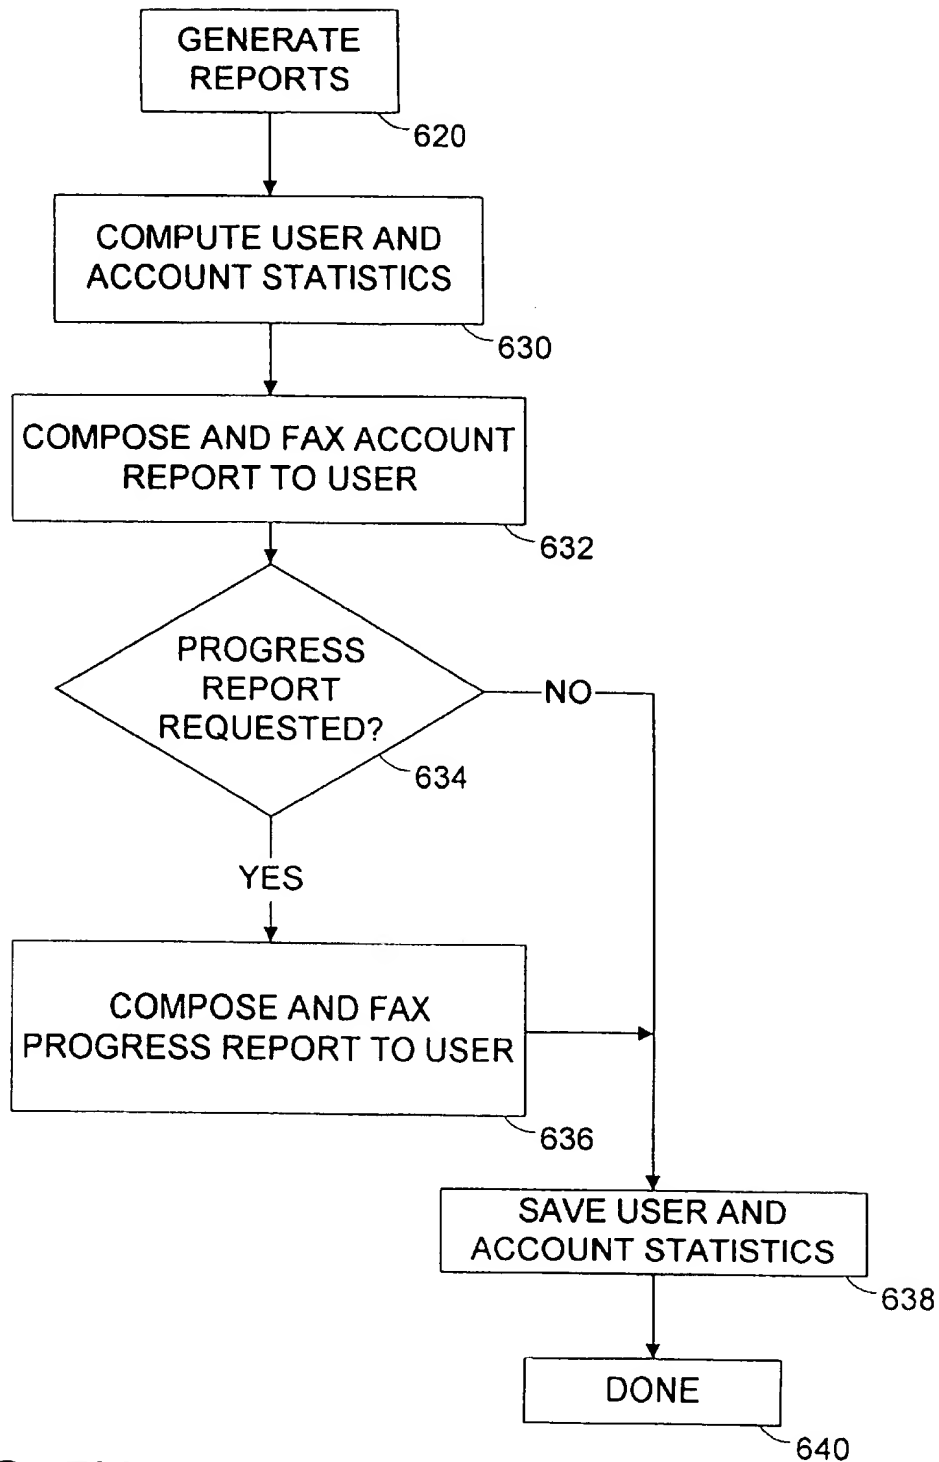 GENERATE
REPORTS
620
COMPUTE USER AND
ACCOUNT STATISTICS
630
COMPOSE AND FAX ACCOUNT
REPORT TO USER
632
PROGRESS
REPORT
REQUESTED?
NO
634
YES
COMPOSE AND FAX
PROGRESS REPORT TO USER
636
SAVE USER AND
ACCOUNT STATISTICS
638
DONE
640